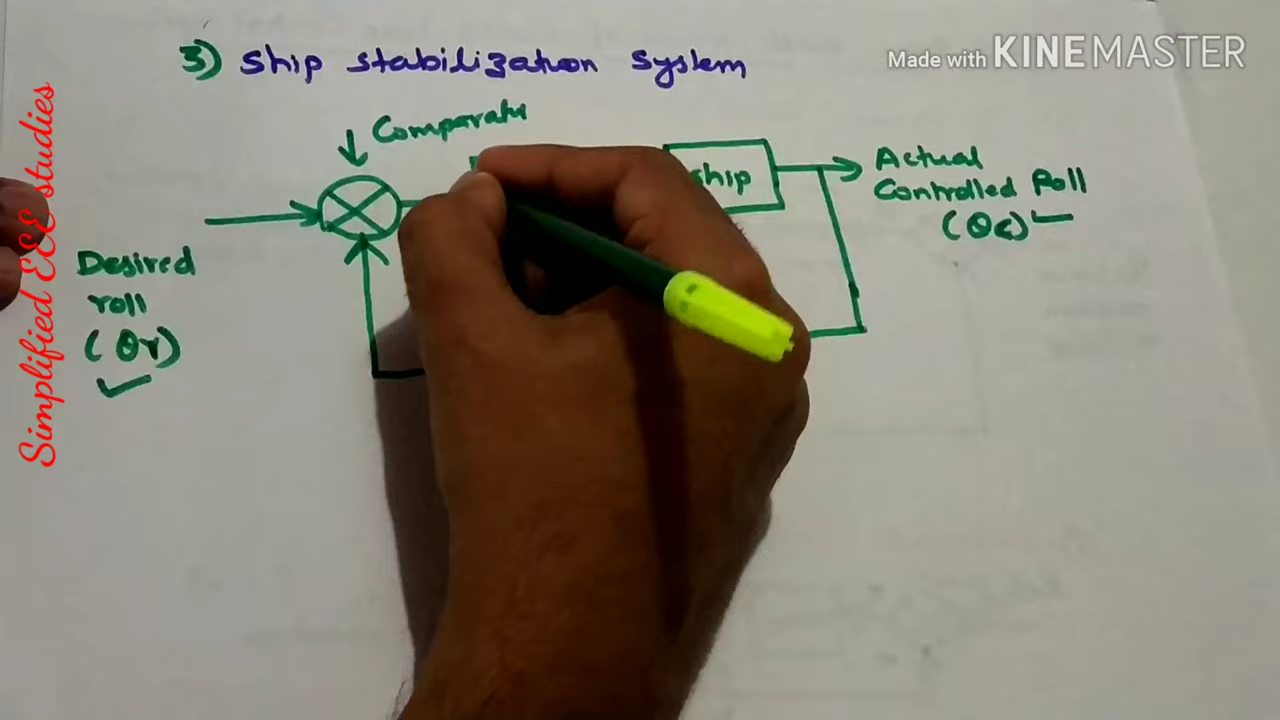 3) Ship stabilization System
Made with KINEMASTER
Comparato
Ship
Actual
Controlled Roll
(θc)
Desired
roll
(θr)
Simplified EEE studies